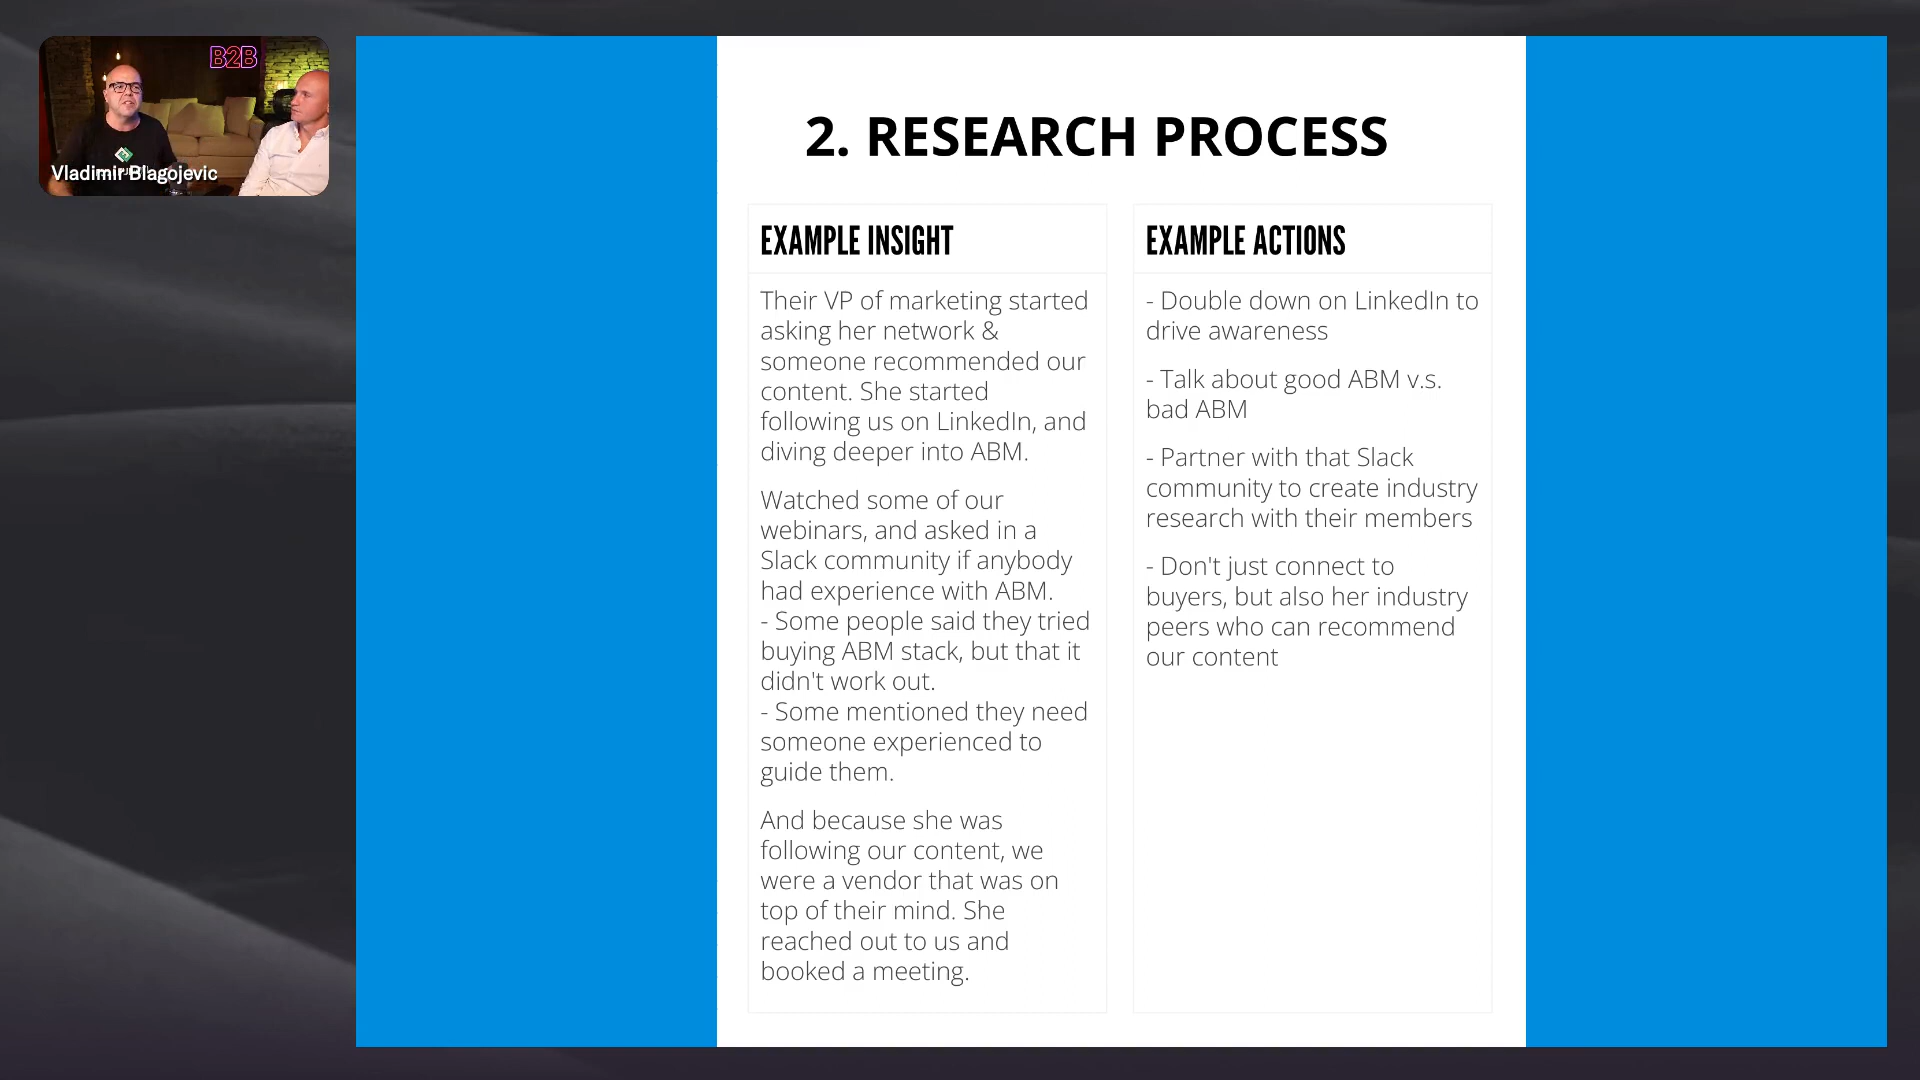 B2B
Vladimir Blagojevic
2. RESEARCH PROCESS
EXAMPLE INSIGHT
Their VP of marketing started
asking her network &
someone recommended our
content. She started
following us on LinkedIn, and
diving deeper into ABM.
Watched some of our
webinars, and asked in a
Slack community if anybody
had experience with ABM.
- Some people said they tried
buying ABM stack, but that it
didn't work out.
- Some mentioned they need
someone experienced to
guide them.
And because she was
following our content, we
were a vendor that was on
top of their mind. She
reached out to us and
booked a meeting.
EXAMPLE ACTIONS
- Double down on LinkedIn to
drive awareness
- Talk about good ABM v.s.
bad ABM
- Partner with that Slack
community to create industry
research with their members
- Don't just connect to
buyers, but also her industry
peers who can recommend
our content